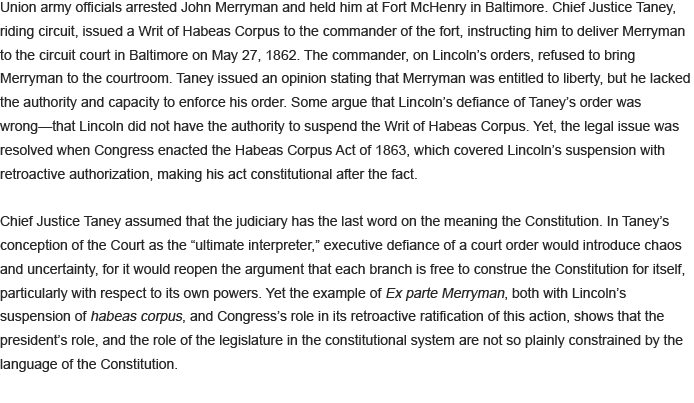 Union army officials arrested John Merryman and held him at Fort McHenry in Baltimore. Chief Justice Taney,
riding circuit, issued a Writ of Habeas Corpus to the commander of the fort, instructing him to deliver Merryman
to the circuit court in Baltimore on May 27, 1862. The commander, on Lincoln’s orders, refused to bring
Merryman to the courtroom. Taney issued an opinion stating that Merryman was entitled to liberty, but he lacked
the authority and capacity to enforce his order. Some argue that Lincoln’s defiance of Taney’s order was
wrong—that Lincoln did not have the authority to suspend the Writ of Habeas Corpus. Yet, the legal issue was
resolved when Congress enacted the Habeas Corpus Act of 1863, which covered Lincoln’s suspension with
retroactive authorization, making his act constitutional after the fact.

Chief Justice Taney assumed that the judiciary has the last word on the meaning the Constitution. In Taney’s
conception of the Court as the “ultimate interpreter,” executive defiance of a court order would introduce chaos
and uncertainty, for it would reopen the argument that each branch is free to construe the Constitution for itself,
particularly with respect to its own powers. Yet the example of Ex parte Merryman, both with Lincoln’s
suspension of habeas corpus, and Congress’s role in its retroactive ratification of this action, shows that the
president’s role, and the role of the legislature in the constitutional system are not so plainly constrained by the
language of the Constitution.